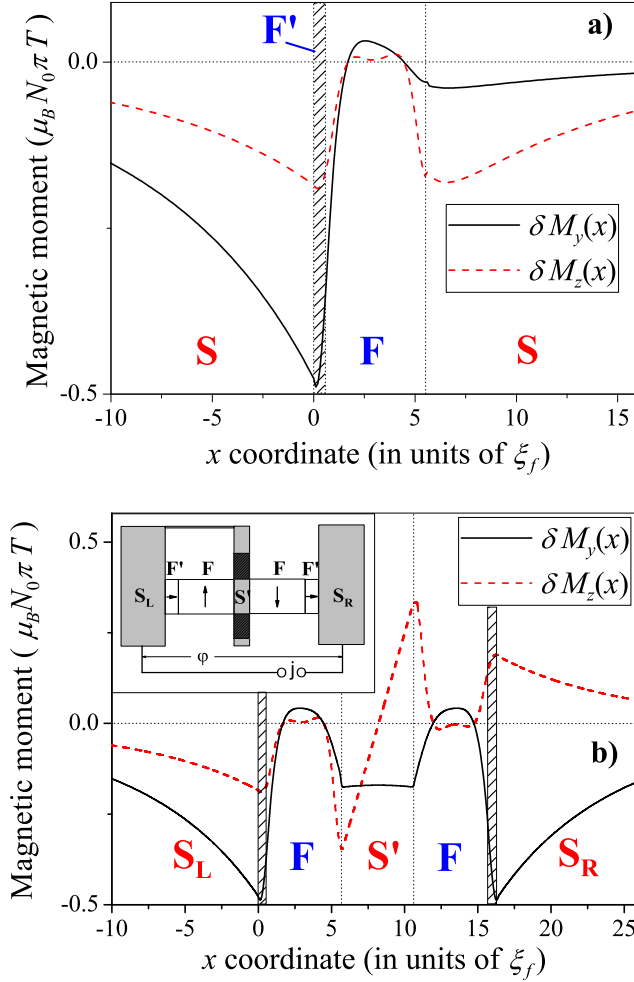 F'
a)
0.0
-0.5
Magnetic moment (μ_B N_0 π T)
δM_y(x)
δM_z(x)
S
F
S
-10
-5
0
5
10
15
x coordinate (in units of ξ_f)
0.5
0.0
-0.5
Magnetic moment ( μ_B N_0 π T)
F' F F F'
S_L S' S_R
φ
j
δM_y(x)
δM_z(x)
b)
S_L
F
S'
F
S_R
-10
-5
0
5
10
15
20
25
x coordinate (in units of ξ_f)